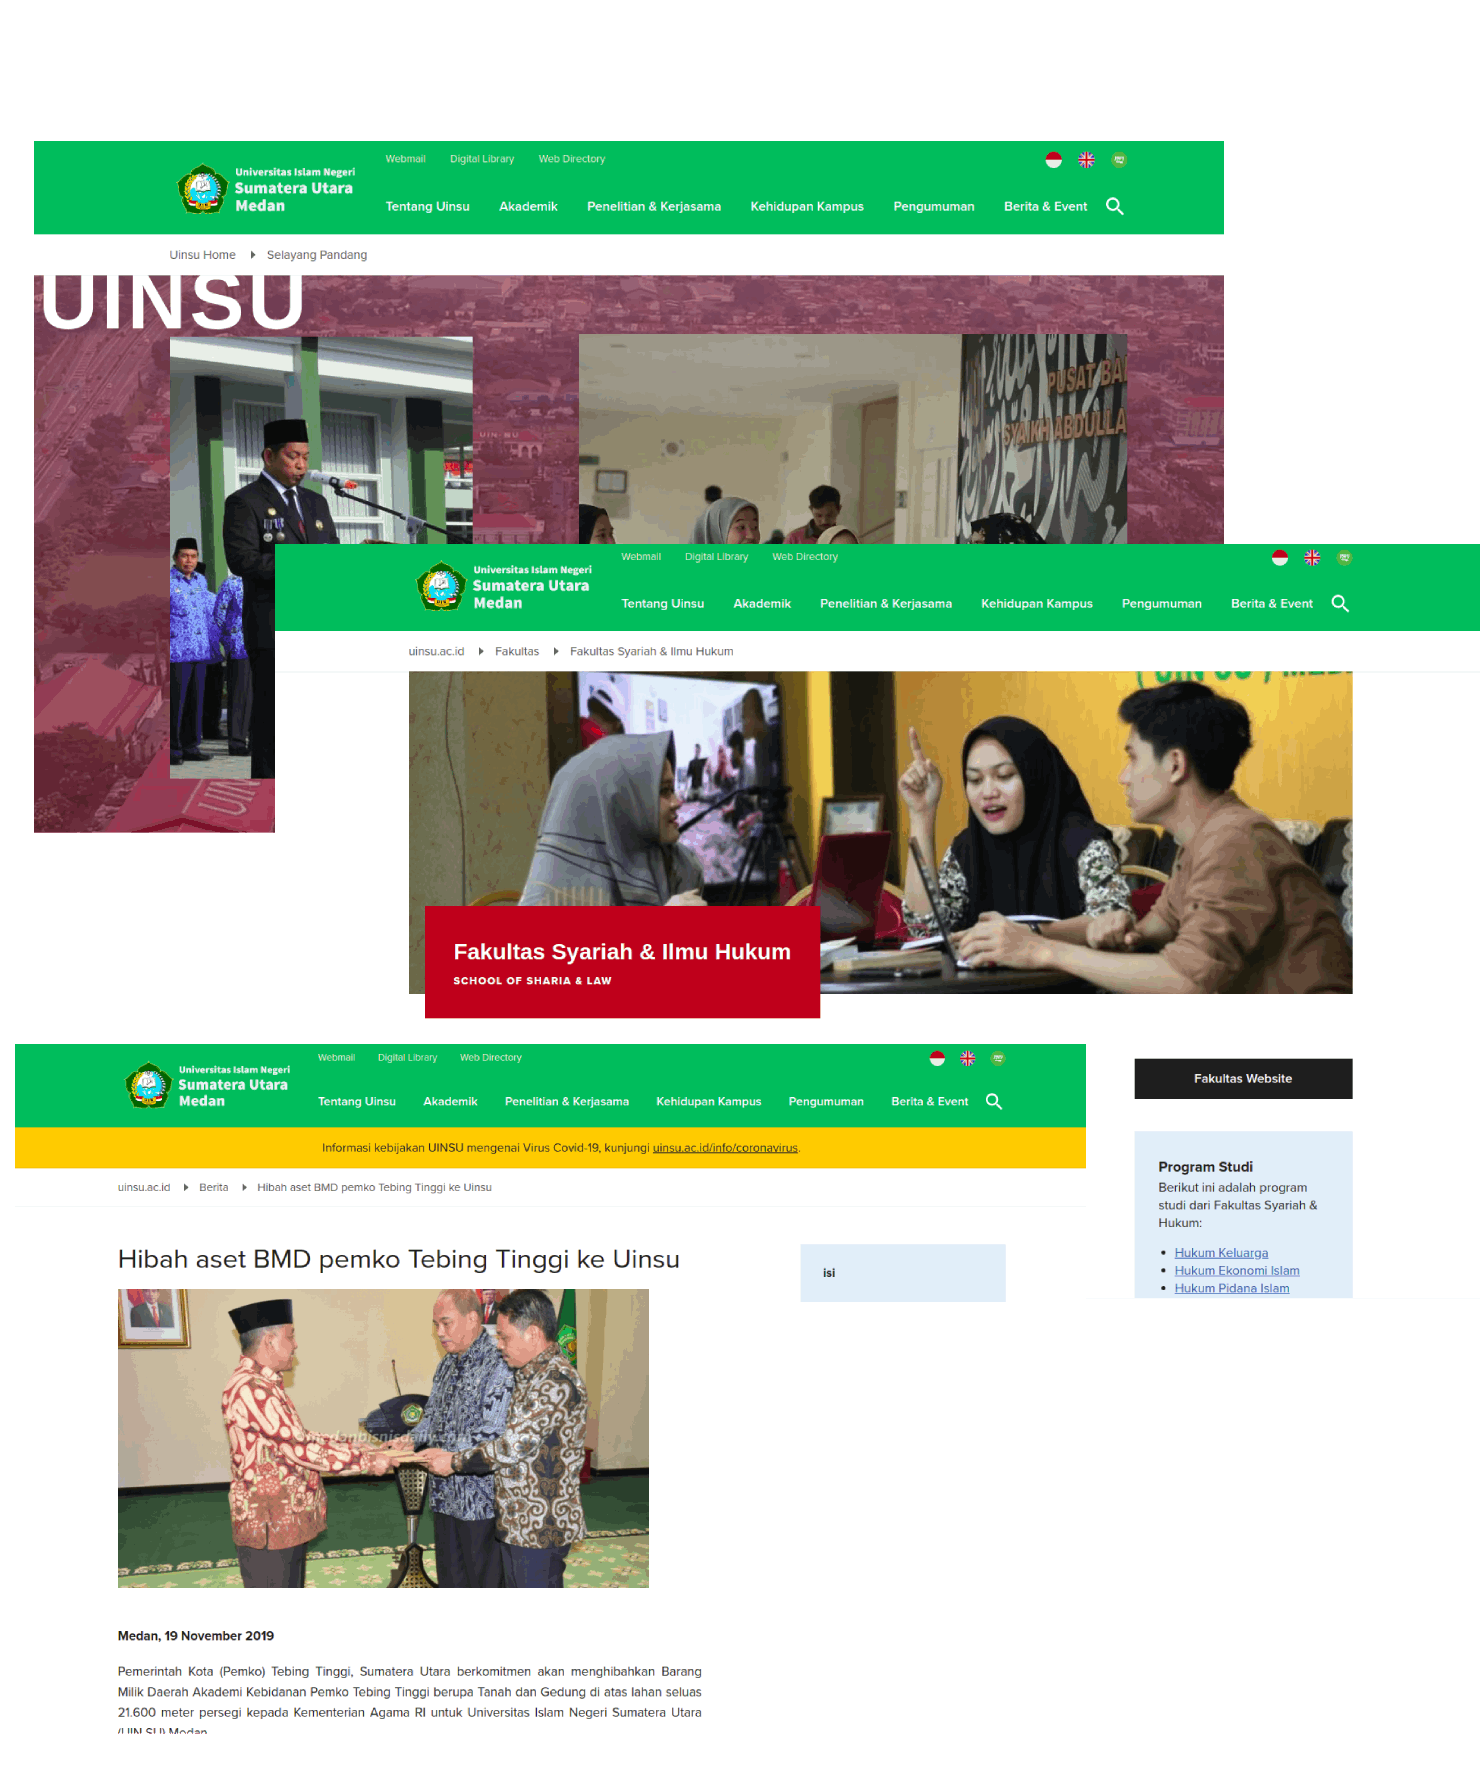 Webmail Digital Library Web Directory
Universitas Islam Negeri
Sumatera Utara
Medan
Tentang Uinsu Akademik Penelitian & Kerjasama Kehidupan Kampus Pengumuman Berita & Event
Uinsu Home Selayang Pandang
UINSU
PUSAT BA
SYAIKH ABDULLA
UIN-SU
UIN
Webmail Digital Library Web Directory
Universitas Islam Negeri
Sumatera Utara
Medan
Tentang Uinsu Akademik Penelitian & Kerjasama Kehidupan Kampus Pengumuman Berita & Event
uinsu.ac.id Fakultas Fakultas Syariah & Ilmu Hukum
Fakultas Syariah & Ilmu Hukum
SCHOOL OF SHARIA & LAW
Webmail Digital Library Web Directory
Universitas Islam Negeri
Sumatera Utara
Medan
Tentang Uinsu Akademik Penelitian & Kerjasama Kehidupan Kampus Pengumuman Berita & Event
Informasi kebijakan UINSU mengenai Virus Covid-19, kunjungi uinsu.ac.id/info/coronavirus.
uinsu.ac.id Berita Hibah aset BMD pemko Tebing Tinggi ke Uinsu
Hibah aset BMD pemko Tebing Tinggi ke Uinsu
isi
Medan, 19 November 2019
Pemerintah Kota (Pemko) Tebing Tinggi, Sumatera Utara berkomitmen akan menghibahkan Barang
Milik Daerah Akademi Kebidanan Pemko Tebing Tinggi berupa Tanah dan Gedung di atas lahan seluas
21.600 meter persegi kepada Kementerian Agama RI untuk Universitas Islam Negeri Sumatera Utara
(UIN SU) Medan
Fakultas Website
Program Studi
Berikut ini adalah program
studi dari Fakultas Syariah &
Hukum:
Hukum Keluarga
Hukum Ekonomi Islam
Hukum Pidana Islam